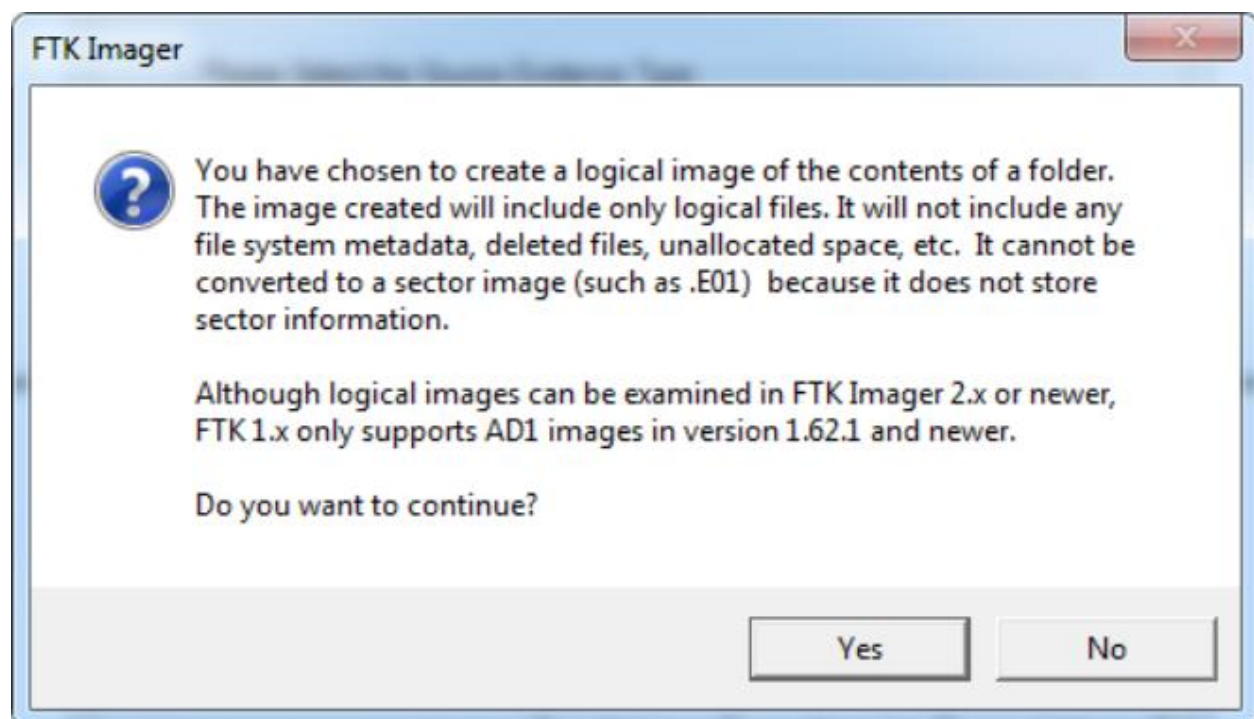 FTK Imager
You have chosen to create a logical image of the contents of a folder.
The image created will include only logical files. It will not include any
file system metadata, deleted files, unallocated space, etc.  It cannot be
converted to a sector image (such as .E01)  because it does not store
sector information.
Although logical images can be examined in FTK Imager 2.x or newer,
FTK 1.x only supports AD1 images in version 1.62.1 and newer.
Do you want to continue?
Yes
No